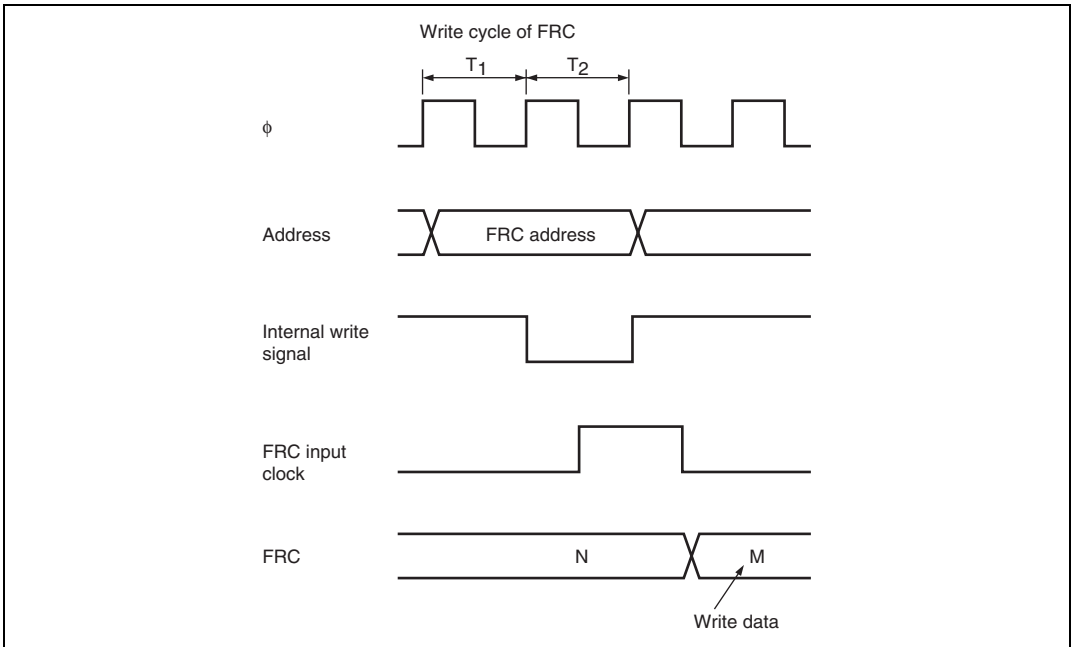 Write cycle of FRC
T1
T2
ϕ
Address
FRC address
Internal write
signal
FRC input
clock
FRC
N
M
Write data